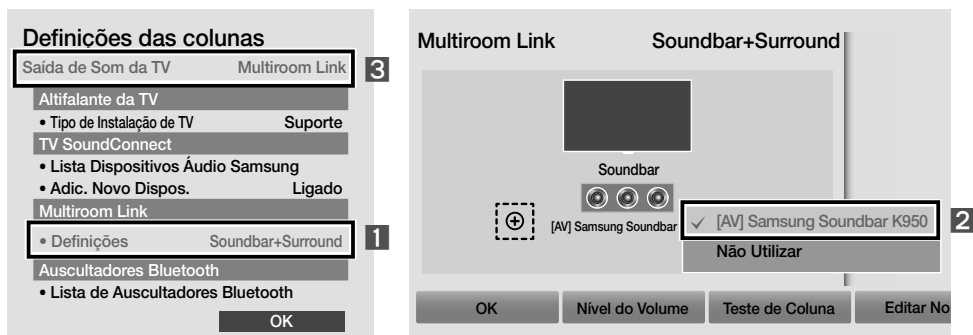 Definições das colunas
Saída de Som da TV Multiroom Link
3
Altifalante da TV
• Tipo de Instalação de TV Suporte
TV SoundConnect
• Lista Dispositivos Áudio Samsung
• Adic. Novo Dispos. Ligado
Multiroom Link
• Definições Soundbar+Surround
1
Auscultadores Bluetooth
• Lista de Auscultadores Bluetooth
OK
Multiroom Link Soundbar+Surround
Soundbar
[AV] Samsung Soundbar
✓ [AV] Samsung Soundbar K950
2
Não Utilizar
OK Nível do Volume Teste de Coluna Editar No